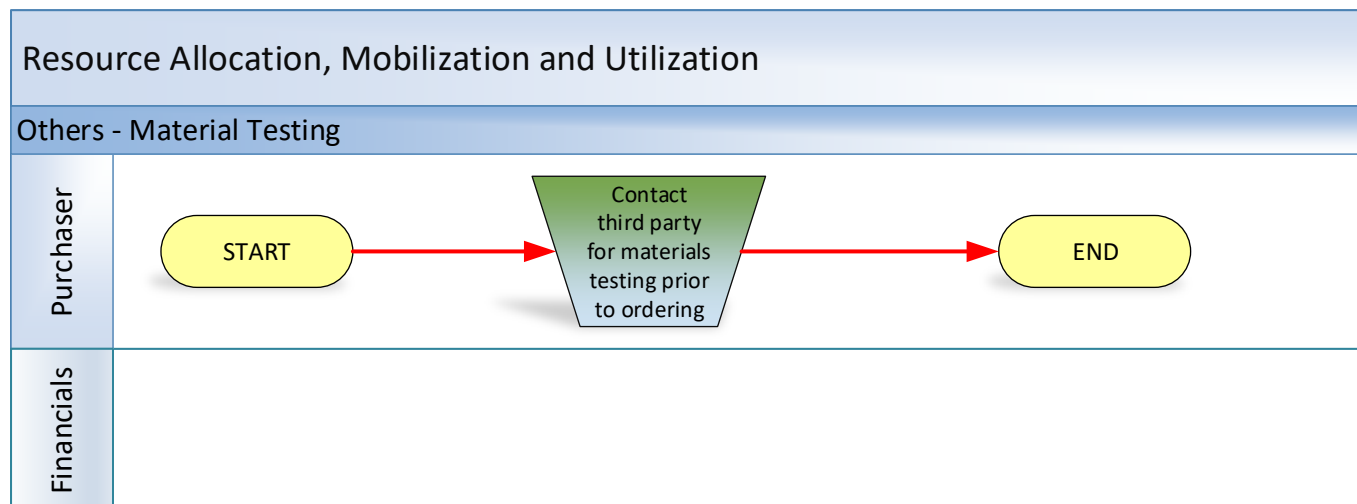 Resource Allocation, Mobilization and Utilization
Others - Material Testing
Purchaser
START
Contact
third party
for materials
testing prior
to ordering
END
Financials